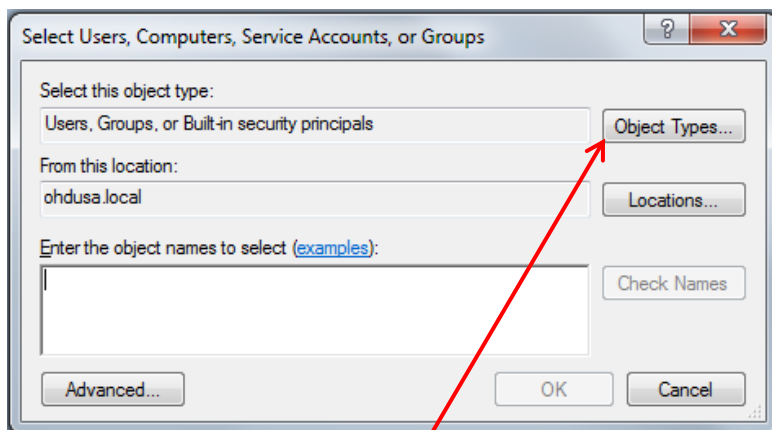 Select Users, Computers, Service Accounts, or Groups
Select this object type:
Users, Groups, or Built-in security principals
Object Types...
From this location:
ohdusa.local
Locations...
Enter the object names to select (examples):
Check Names
Advanced...
OK
Cancel